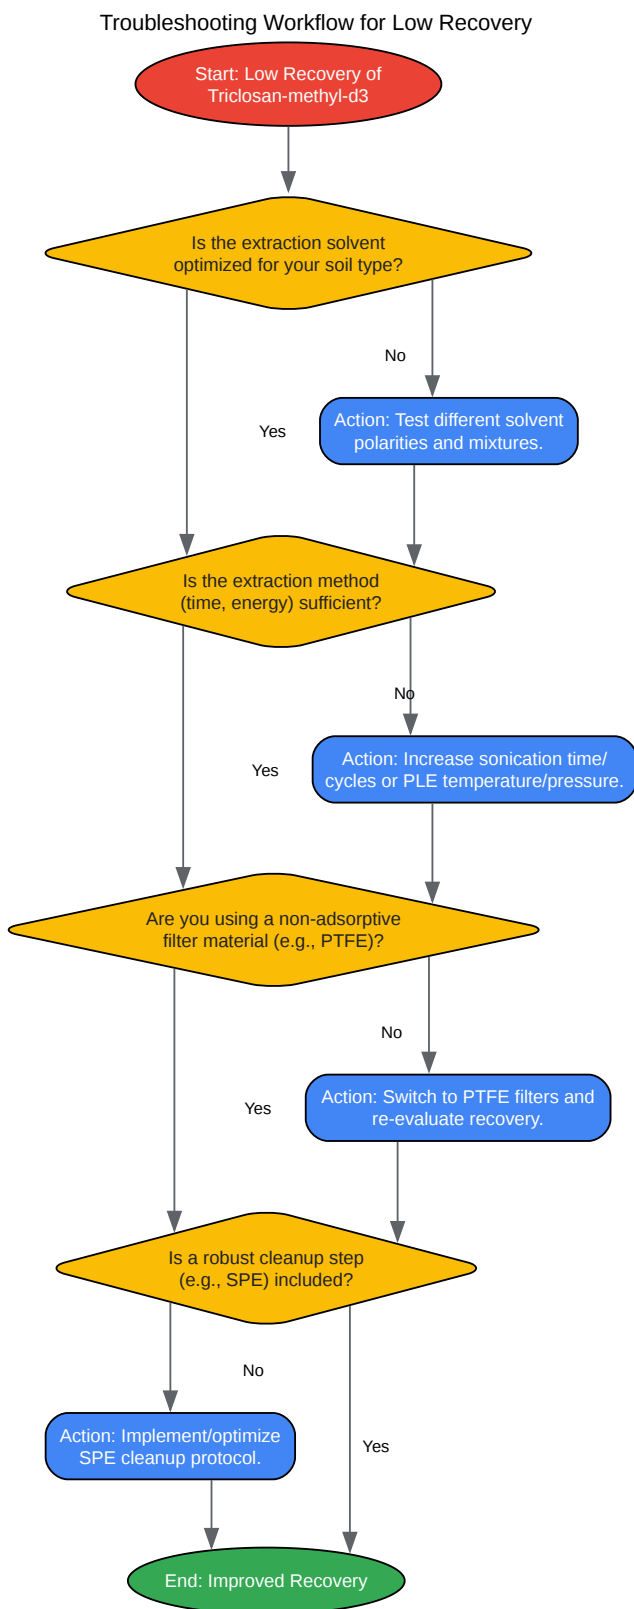 Troubleshooting Workflow for Low Recovery
Start: Low Recovery of
Triclosan-methyl-d3
Is the extraction solvent
optimized for your soil type?
No
Action: Test different solvent
polarities and mixtures.
Yes
Is the extraction method
(time, energy) sufficient?
No
Action: Increase sonication time/
cycles or PLE temperature/pressure.
Yes
Are you using a non-adsorptive
filter material (e.g., PTFE)?
No
Action: Switch to PTFE filters and
re-evaluate recovery.
Yes
Is a robust cleanup step
(e.g., SPE) included?
No
Action: Implement/optimize
SPE cleanup protocol.
Yes
End: Improved Recovery